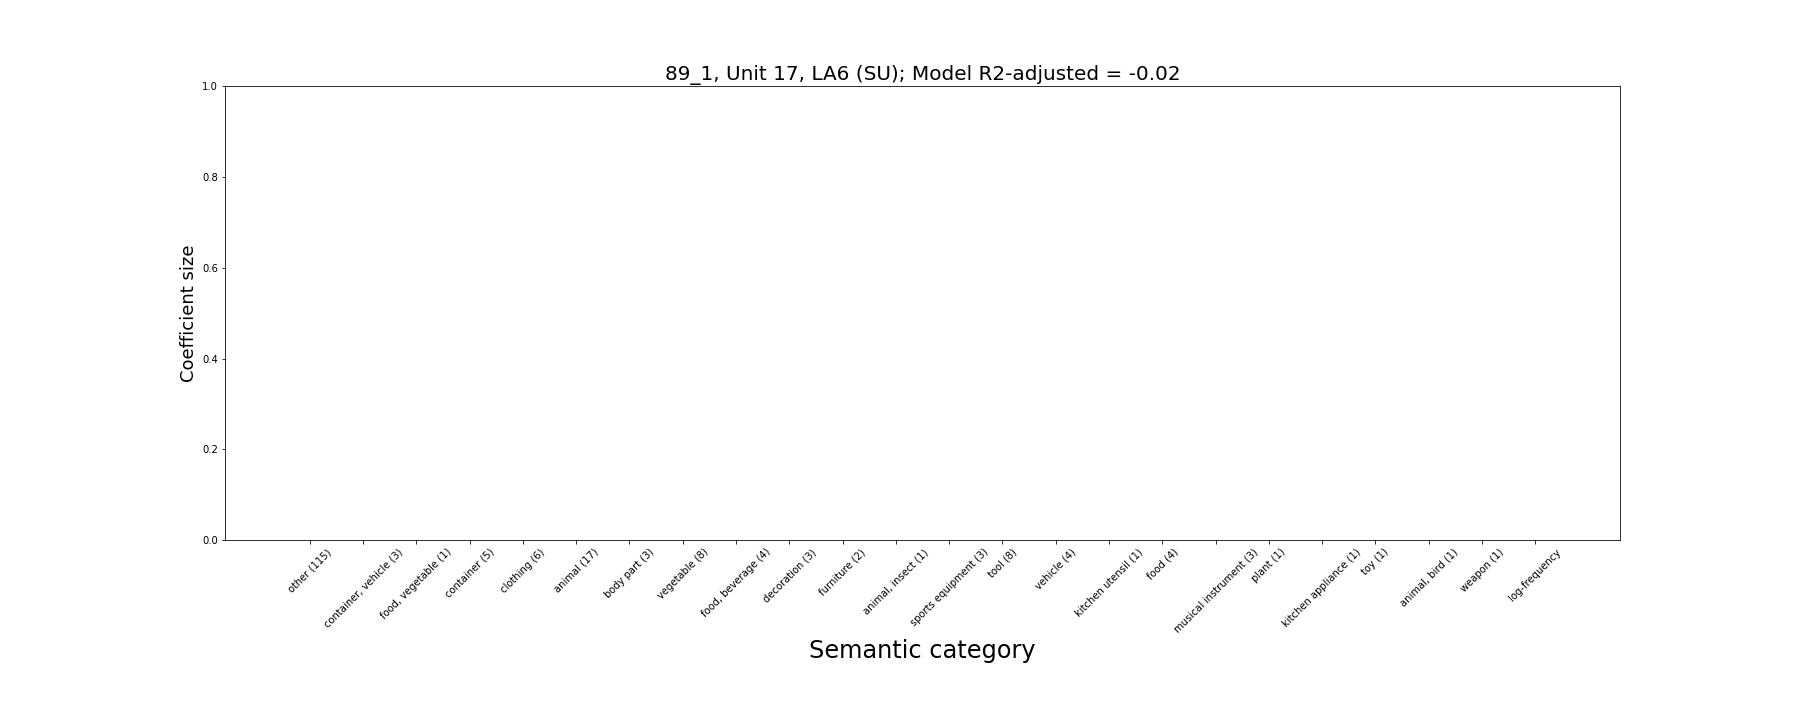 89_1, Unit 17, LA6 (SU); Model R2-adjusted = -0.02
1.0
0.8
0.6
0.4
0.2
0.0
Coefficient size
other (115)
container, vehicle (3)
food, vegetable (1)
container (5)
clothing (6)
animal (17)
body part (3)
vegetable (8)
food, beverage (4)
decoration (3)
furniture (2)
animal, insect (1)
sports equipment (3)
tool (8)
vehicle (4)
kitchen utensil (1)
food (4)
musical instrument (3)
plant (1)
kitchen appliance (1)
toy (1)
animal, bird (1)
weapon (1)
log-frequency
Semantic category